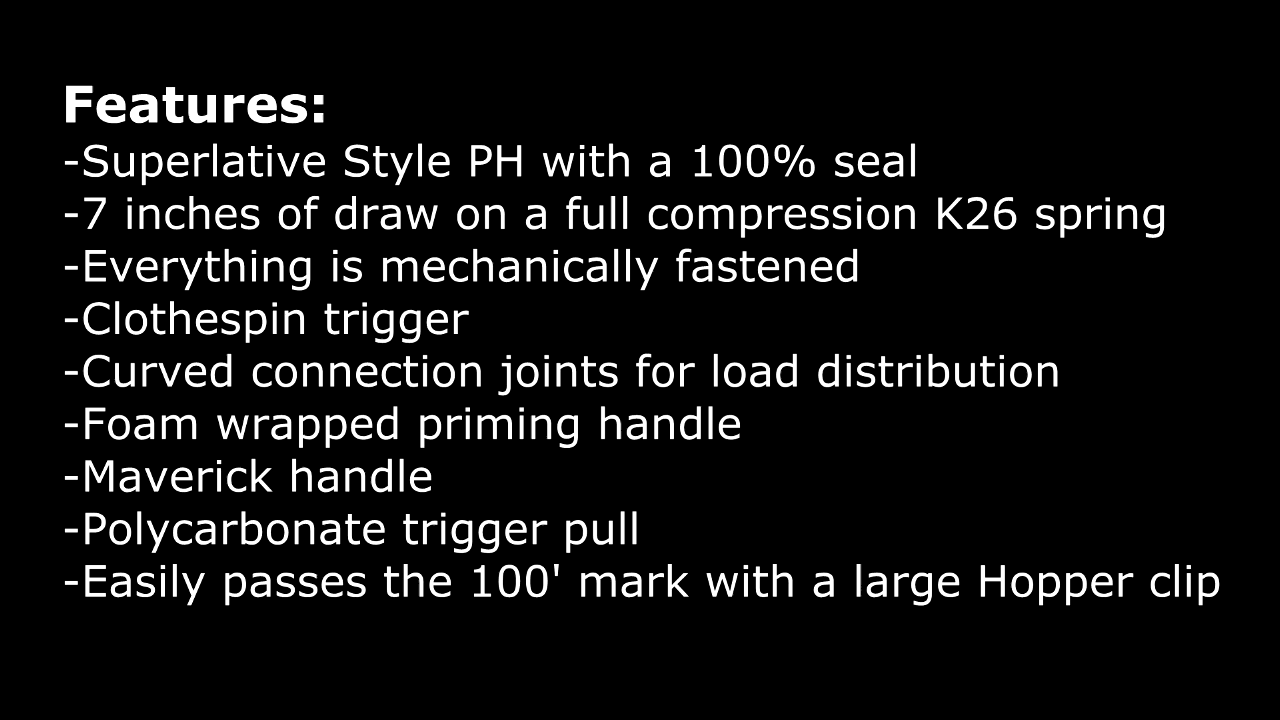 Features:
-Superlative Style PH with a 100% seal
-7 inches of draw on a full compression K26 spring
-Everything is mechanically fastened
-Clothespin trigger
-Curved connection joints for load distribution
-Foam wrapped priming handle
-Maverick handle
-Polycarbonate trigger pull
-Easily passes the 100' mark with a large Hopper clip